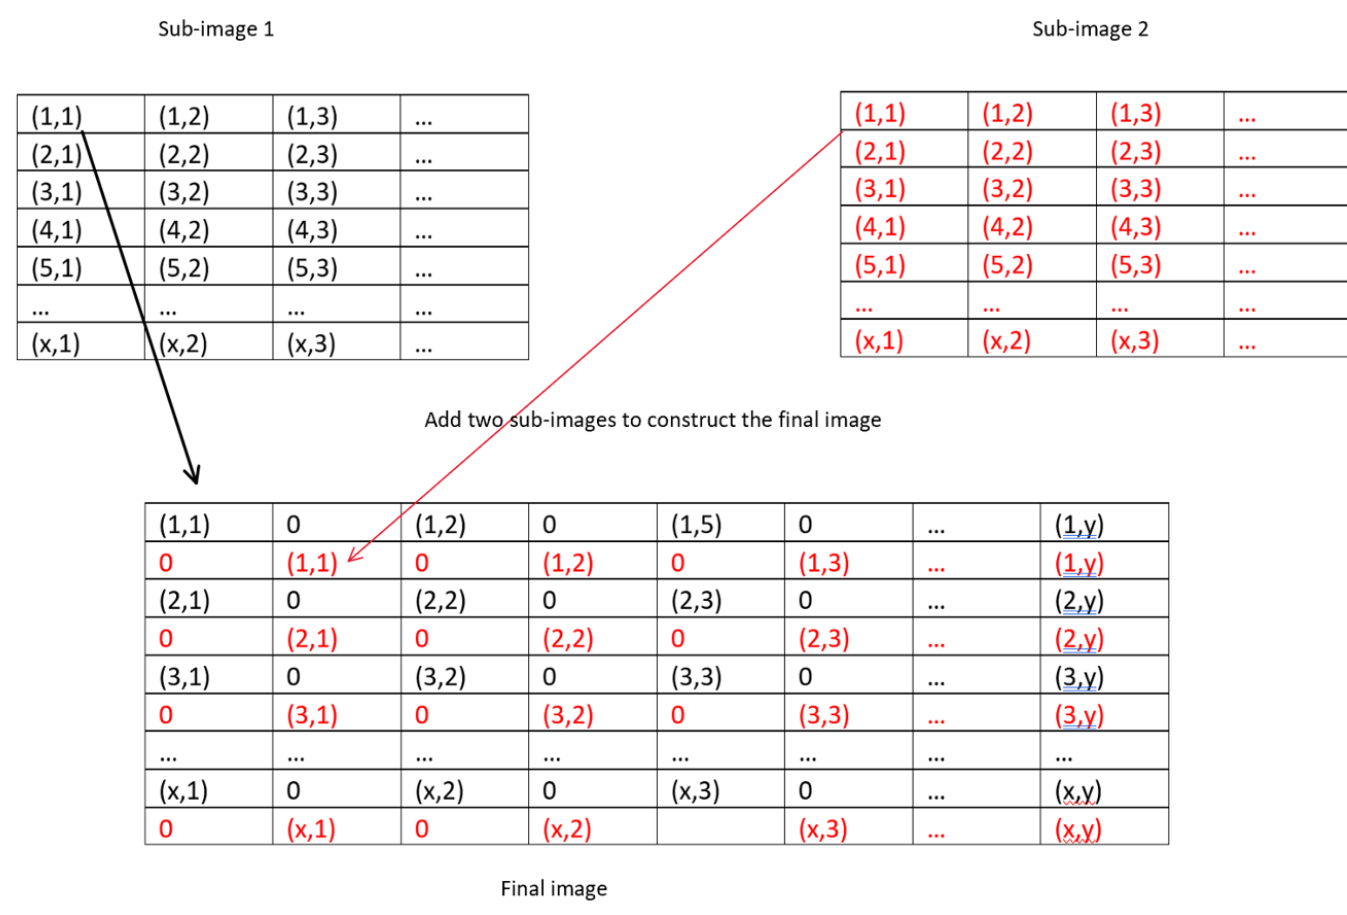 Sub-image 1
Sub-image 2
(1,1) (1,2) (1,3) ...
(2,1) (2,2) (2,3) ...
(3,1) (3,2) (3,3) ...
(4,1) (4,2) (4,3) ...
(5,1) (5,2) (5,3) ...
... ... ... ...
(x,1) (x,2) (x,3) ...
(1,1) (1,2) (1,3) ...
(2,1) (2,2) (2,3) ...
(3,1) (3,2) (3,3) ...
(4,1) (4,2) (4,3) ...
(5,1) (5,2) (5,3) ...
... ... ... ...
(x,1) (x,2) (x,3) ...
Add two sub-images to construct the final image
(1,1) 0 (1,2) 0 (1,5) 0 ... (1,y)
0 (1,1) 0 (1,2) 0 (1,3) ... (1,y)
(2,1) 0 (2,2) 0 (2,3) 0 ... (2,y)
0 (2,1) 0 (2,2) 0 (2,3) ... (2,y)
(3,1) 0 (3,2) 0 (3,3) 0 ... (3,y)
0 (3,1) 0 (3,2) 0 (3,3) ... (3,y)
... ... ... ... ... ... ... ...
(x,1) 0 (x,2) 0 (x,3) 0 ... (x,y)
0 (x,1) 0 (x,2) (x,3) ... (x,y)
Final image